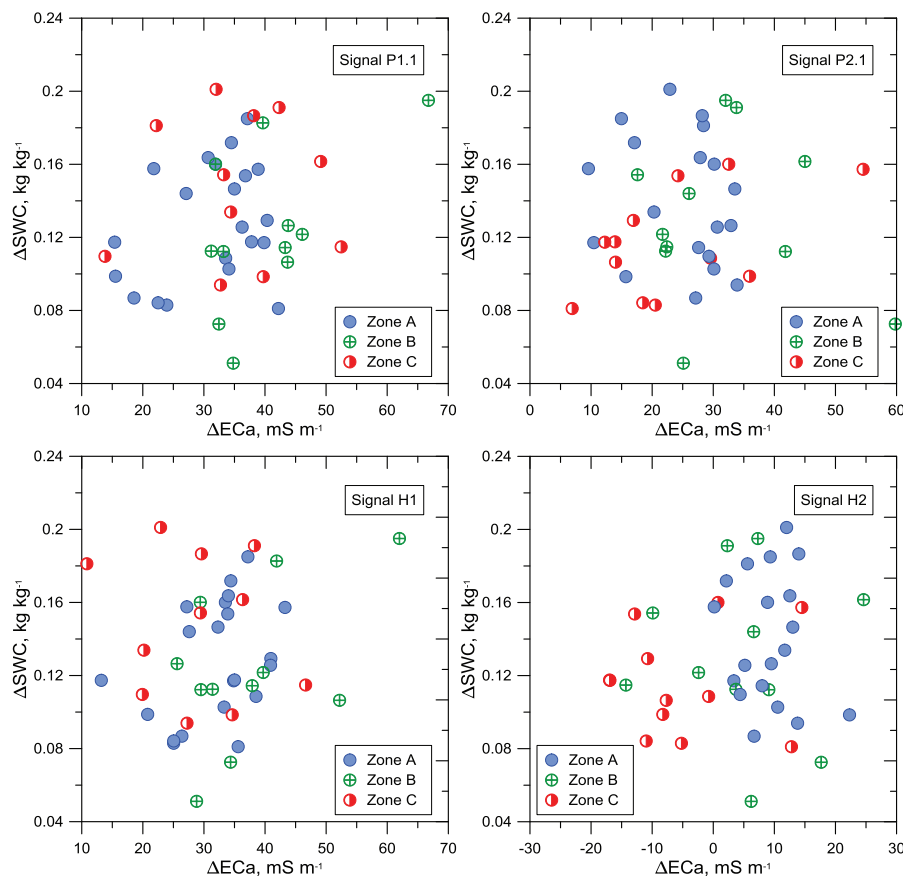 0.24
0.2
0.16
0.12
0.08
0.04
ΔSWC, kg kg⁻¹
Signal P1.1
Zone A
Zone B
Zone C
10 20 30 40 50 60 70
ΔECa, mS m⁻¹
0.24
0.2
0.16
0.12
0.08
0.04
ΔSWC, kg kg⁻¹
Signal P2.1
Zone A
Zone B
Zone C
0 10 20 30 40 50 60
ΔECa, mS m⁻¹
0.24
0.2
0.16
0.12
0.08
0.04
ΔSWC, kg kg⁻¹
Signal H1
Zone A
Zone B
Zone C
10 20 30 40 50 60 70
ΔECa, mS m⁻¹
0.24
0.2
0.16
0.12
0.08
0.04
ΔSWC, kg kg⁻¹
Signal H2
Zone A
Zone B
Zone C
-30 -20 -10 0 10 20 30
ΔECa, mS m⁻¹